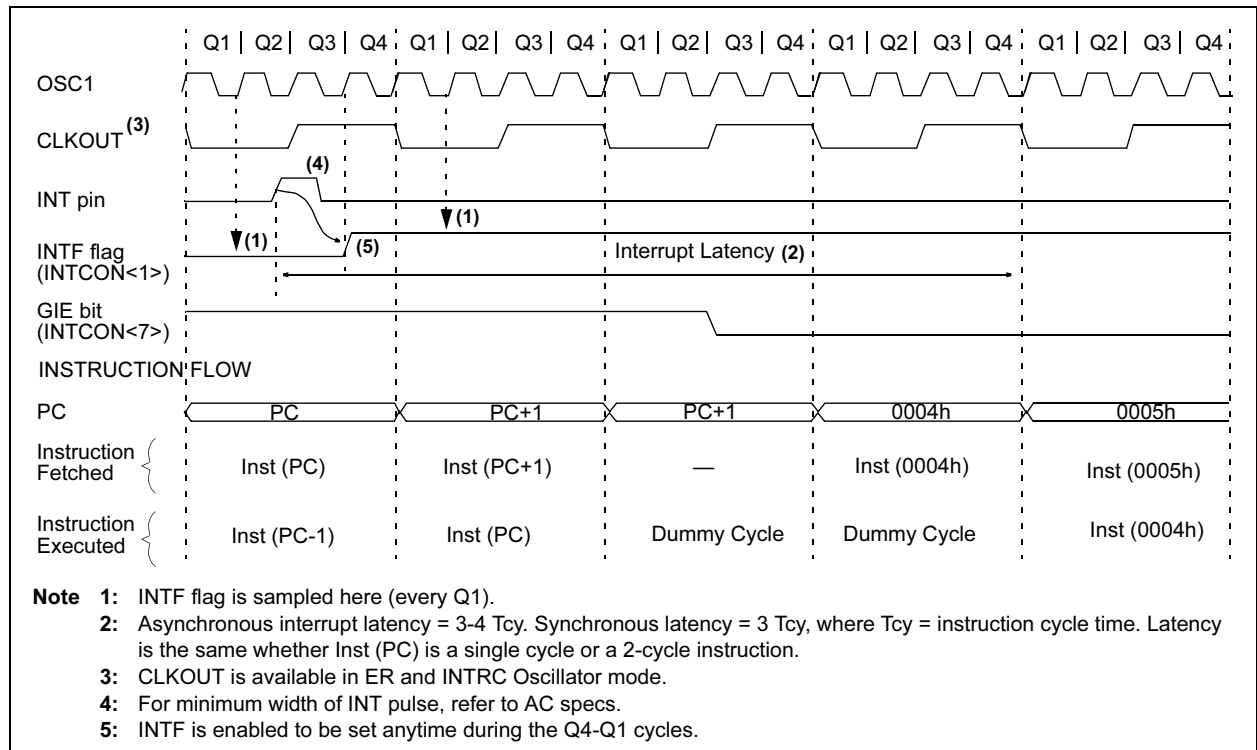 Q1 | Q2 | Q3 | Q4 Q1 | Q2 | Q3 | Q4 Q1 | Q2 | Q3 | Q4 Q1 | Q2 | Q3 | Q4 Q1 | Q2 | Q3 | Q4
OSC1
CLKOUT (3)
(4)
INT pin
(1)
(1) (5)
INTF flag
(INTCON<1>)
Interrupt Latency (2)
GIE bit
(INTCON<7>)
INSTRUCTION FLOW
PC PC PC+1 PC+1 0004h 0005h
Instruction
Fetched
Inst (PC) Inst (PC+1) — Inst (0004h) Inst (0005h)
Instruction
Executed
Inst (PC-1) Inst (PC) Dummy Cycle Dummy Cycle Inst (0004h)
Note 1: INTF flag is sampled here (every Q1).
2: Asynchronous interrupt latency = 3-4 Tcy. Synchronous latency = 3 Tcy, where Tcy = instruction cycle time. Latency
is the same whether Inst (PC) is a single cycle or a 2-cycle instruction.
3: CLKOUT is available in ER and INTRC Oscillator mode.
4: For minimum width of INT pulse, refer to AC specs.
5: INTF is enabled to be set anytime during the Q4-Q1 cycles.